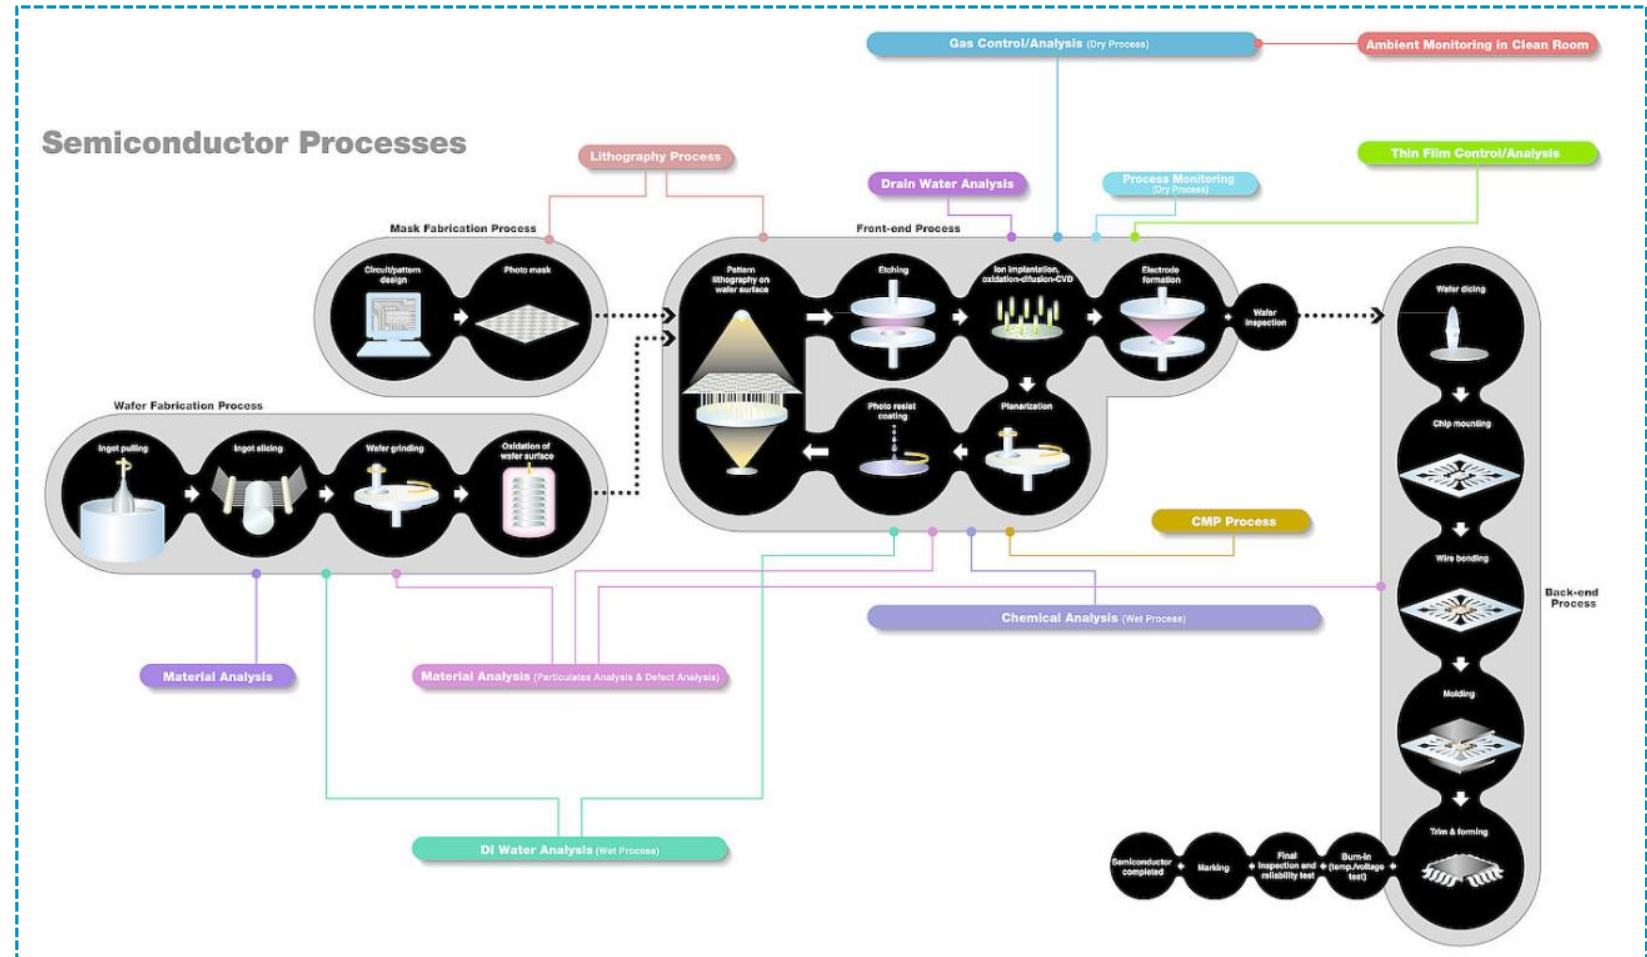 Gas Control/Analysis (Dry Process)
Ambient Monitoring in Clean Room
Semiconductor Processes
Lithography Process
Thin Film Control/Analysis
Drain Water Analysis
Process Monitoring
(Dry Process)
Mask Fabrication Process
Front-end Process
Circuit/pattern
design
Photo mask
Pattern
lithography on
wafer surface
Etching
Ion implantation,
oxidation-difusion-CVD
Electrode
formation
Wafer
inspection
Wafer dicing
Wafer Fabrication Process
Photo resist
coating
Planarization
Chip mounting
Ingot pulling
Ingot slicing
Wafer grinding
Oxidation of
wafer surface
CMP Process
Wire bonding
Back-end
Process
Chemical Analysis (Wet Process)
Material Analysis
Material Analysis (Particulates Analysis & Defect Analysis)
Molding
DI Water Analysis (Wet Process)
Trim & forming
Semiconductor
completed
Marking
Final
inspection and
reliability test
Burn-in
(temp./voltage
test)